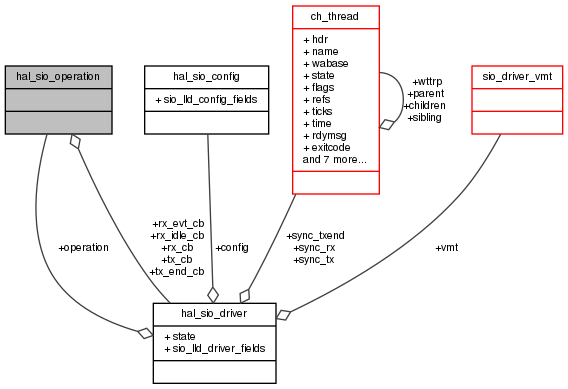 ch_thread
+ hdr
+ name
+ wabase
+ state
+ flags
+ refs
+ ticks
+ time
+ rdymsg
+ exitcode
and 7 more...
hal_sio_operation
hal_sio_config
+ sio_lld_config_fields
sio_driver_vmt
+wttrp
+parent
+children
+sibling
+operation
+rx_evt_cb
+rx_idle_cb
+rx_cb
+tx_cb
+tx_end_cb
+config
+sync_txend
+sync_rx
+sync_tx
+vmt
hal_sio_driver
+ state
+ sio_lld_driver_fields